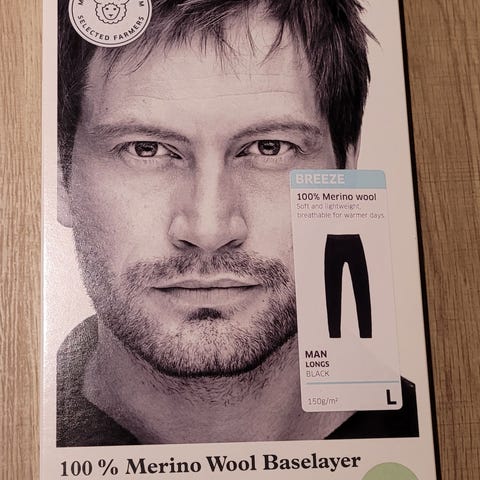 SELECTED FARMERS
BREEZE
100% Merino wool
Soft and lightweight,
breathable for warmer days
MAN
LONGS
BLACK
150g/m²
L
100 % Merino Wool Baselayer